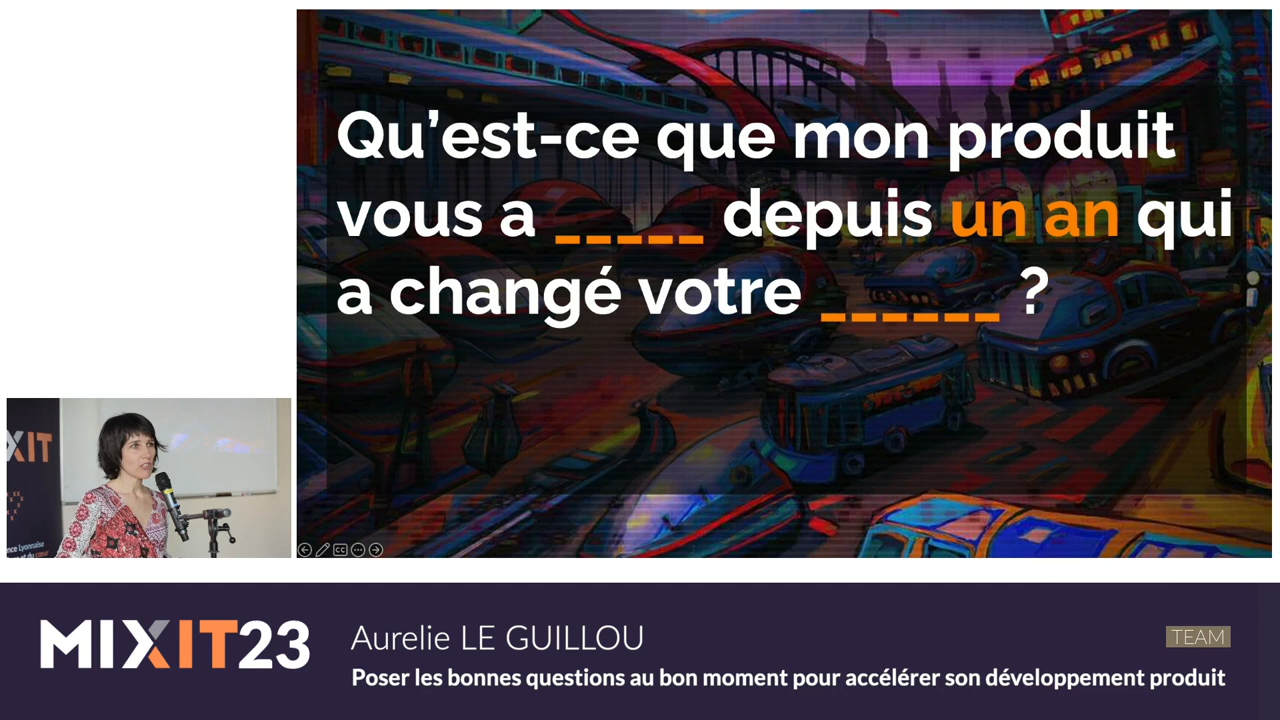 Qu’est-ce que mon produit
vous a _____ depuis un an qui
a changé votre ______ ?
XIT
MIXIT23
Aurelie LE GUILLOU
TEAM
Poser les bonnes questions au bon moment pour accélérer son développement produit